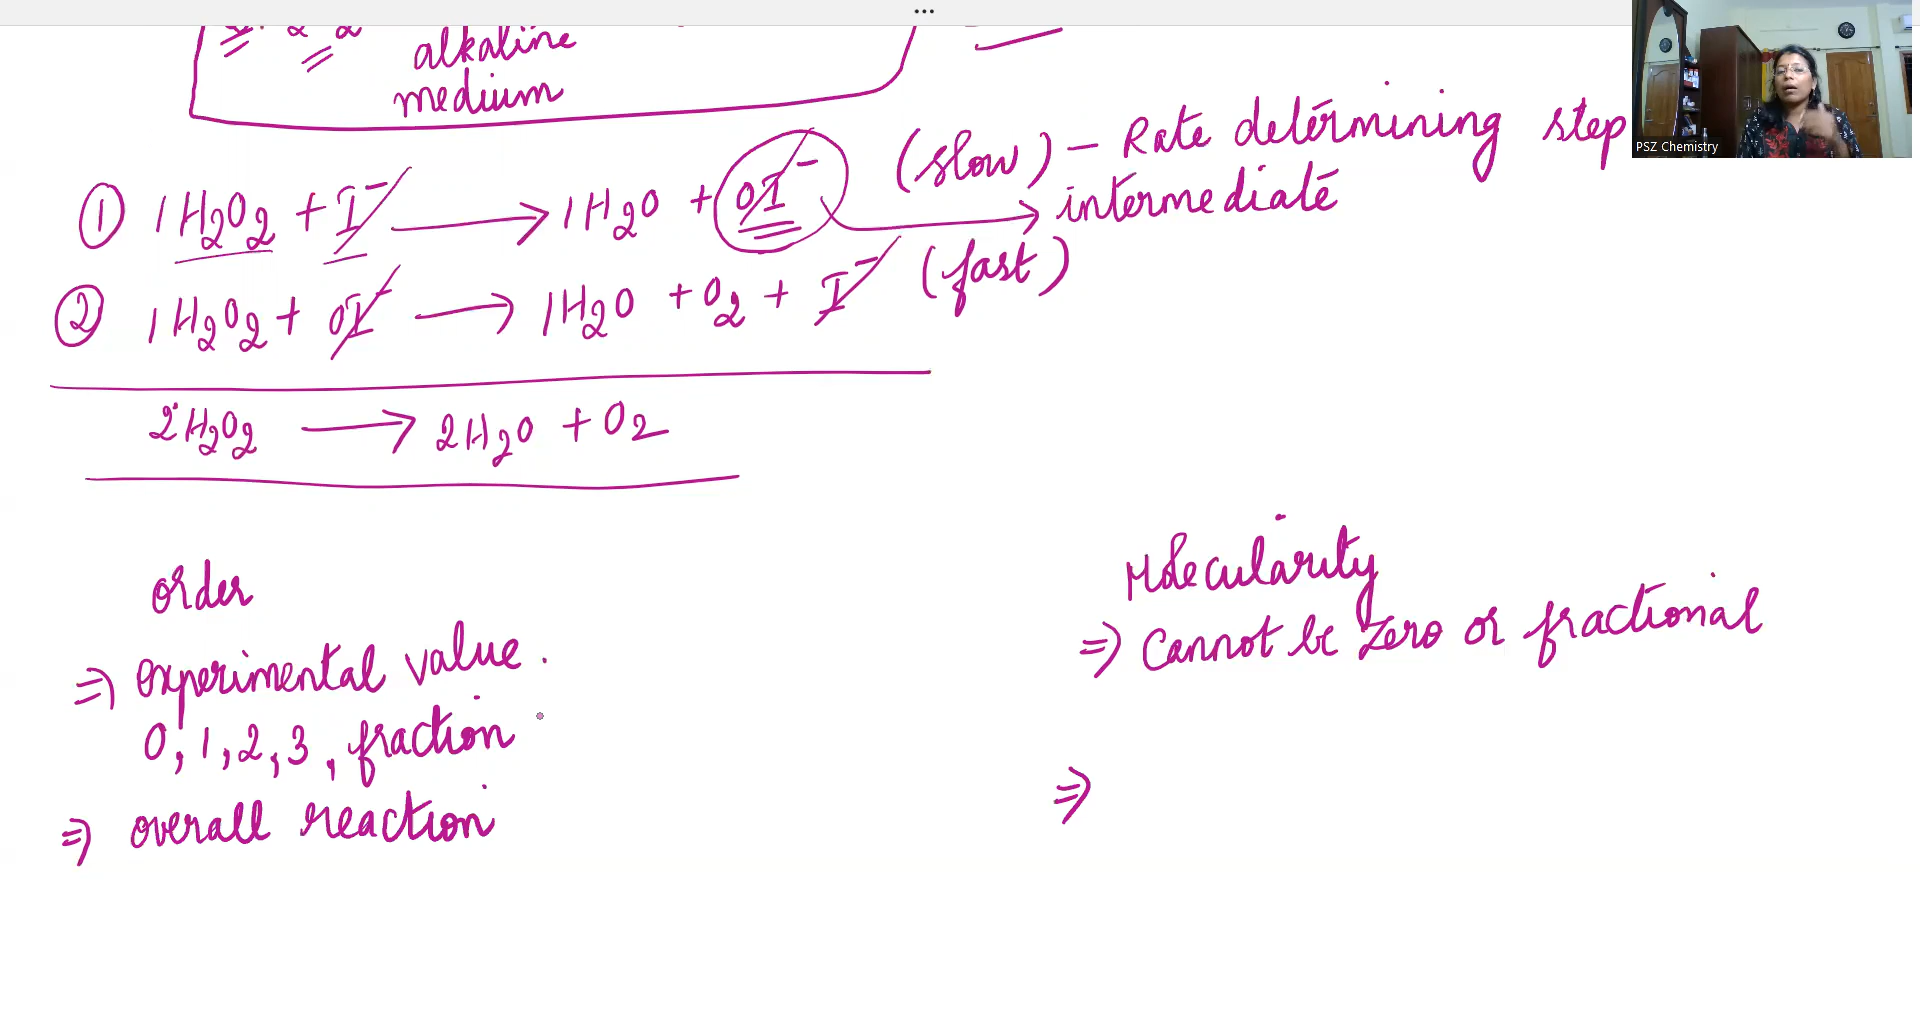 ...
alkaline
medium
① 1H₂O₂ + I⁻ ⟶ 1H₂O + OI⁻ (slow) – Rate determining step
intermediate
② 1H₂O₂ + OI⁻ ⟶ 1H₂O + O₂ + I⁻ (fast)
2H₂O₂ ⟶ 2H₂O + O₂
order
⇒ experimental value.
0, 1, 2, 3, fraction
⇒ overall reaction
Molecularity
⇒ Cannot be zero or fractional
⇒
PSZ Chemistry